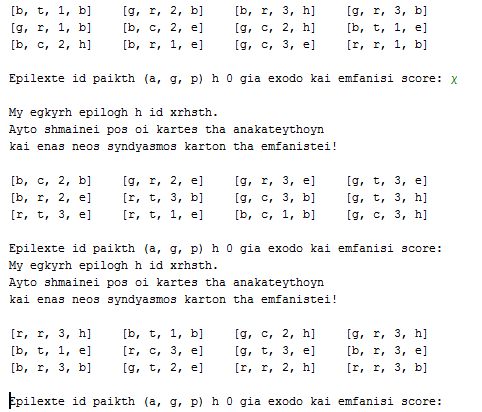 [b, t, 1, b] [g, r, 2, b] [b, r, 3, h] [g, r, 3, b]
[g, r, 1, b] [b, c, 2, e] [g, c, 2, h] [b, t, 1, e]
[b, c, 2, h] [b, r, 1, e] [g, c, 3, e] [r, r, 1, b]
Epilexte id paikth (a, g, p) h 0 gia exodo kai emfanisi score: χ
My egkyrh epilogh h id xrhsth.
Ayto shmainei pos oi kartes tha anakateythoyn
kai enas neos syndyasmos karton tha emfanistei!
[b, c, 2, b] [g, r, 2, e] [g, r, 3, e] [g, t, 3, e]
[b, r, 2, e] [r, t, 3, b] [g, c, 3, b] [g, t, 3, h]
[r, t, 3, e] [r, t, 1, e] [b, c, 1, b] [g, c, 3, h]
Epilexte id paikth (a, g, p) h 0 gia exodo kai emfanisi score:
My egkyrh epilogh h id xrhsth.
Ayto shmainei pos oi kartes tha anakateythoyn
kai enas neos syndyasmos karton tha emfanistei!
[r, r, 3, h] [b, t, 1, b] [g, c, 2, h] [g, r, 3, h]
[b, t, 1, e] [r, c, 3, e] [g, t, 3, e] [b, r, 3, e]
[b, r, 3, b] [g, t, 2, e] [r, r, 2, h] [r, r, 3, b]
Epilexte id paikth (a, g, p) h 0 gia exodo kai emfanisi score: